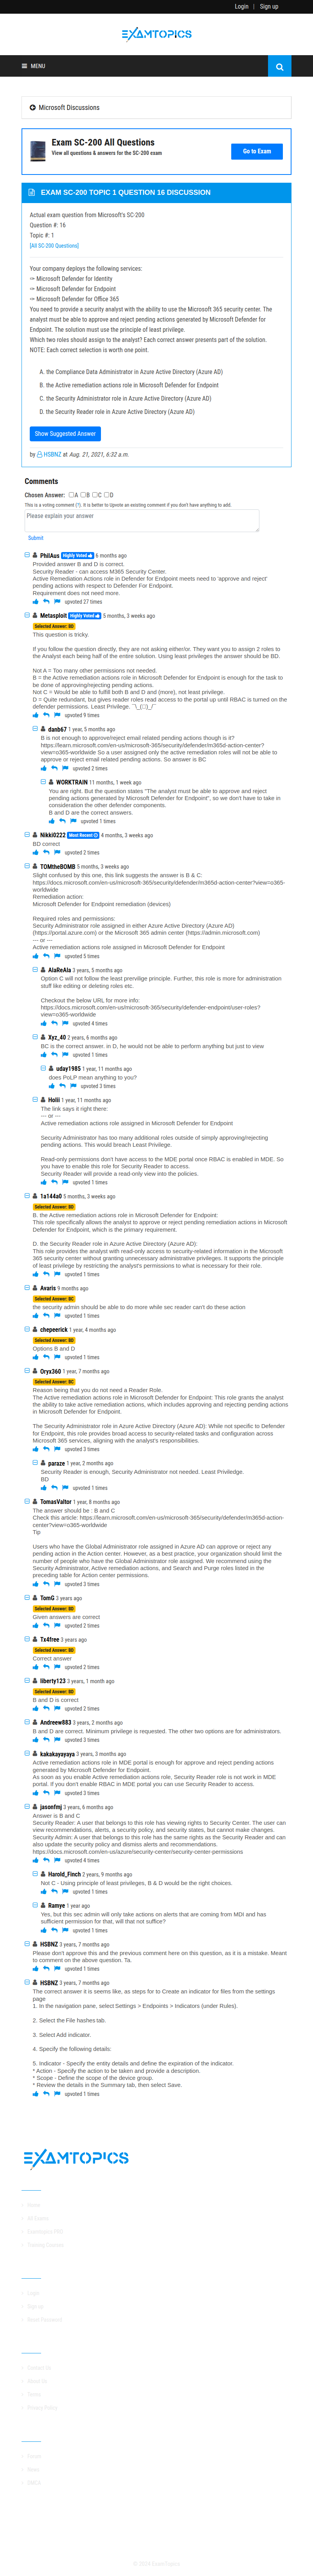 Login | Sign up
EXAMTOPICS
MENU
Microsoft Discussions
Exam SC-200 All Questions
View all questions & answers for the SC-200 exam
Go to Exam
EXAM SC-200 TOPIC 1 QUESTION 16 DISCUSSION
Actual exam question from Microsoft's SC-200
Question #: 16
Topic #: 1
[All SC-200 Questions]
Your company deploys the following services:
✑ Microsoft Defender for Identity
✑ Microsoft Defender for Endpoint
✑ Microsoft Defender for Office 365
You need to provide a security analyst with the ability to use the Microsoft 365 security center. The
analyst must be able to approve and reject pending actions generated by Microsoft Defender for
Endpoint. The solution must use the principle of least privilege.
Which two roles should assign to the analyst? Each correct answer presents part of the solution.
NOTE: Each correct selection is worth one point.
A. the Compliance Data Administrator in Azure Active Directory (Azure AD)
B. the Active remediation actions role in Microsoft Defender for Endpoint
C. the Security Administrator role in Azure Active Directory (Azure AD)
D. the Security Reader role in Azure Active Directory (Azure AD)
Show Suggested Answer
by HSBNZ at Aug. 21, 2021, 6:32 a.m.
Comments
Chosen Answer: A B C D
This is a voting comment (?). It is better to Upvote an existing comment if you don't have anything to add.
Please explain your answer
Submit
PhilAus Highly Voted 6 months ago
Provided answer B and D is correct.
Security Reader - can access M365 Security Center.
Active Remediation Actions role in Defender for Endpoint meets need to 'approve and reject'
pending actions with respect to Defender For Endpoint.
Requirement does not need more.
upvoted 27 times
Metasploit Highly Voted 5 months, 3 weeks ago
Selected Answer: BD
This question is tricky.
If you follow the question directly, they are not asking either/or. They want you to assign 2 roles to
the Analyst each being half of the entire solution. Using least privileges the answer should be BD.
Not A = Too many other permissions not needed.
B = the Active remediation actions role in Microsoft Defender for Endpoint is enough for the task to
be done of approving/rejecting pending actions.
Not C = Would be able to fulfill both B and D and (more), not least privilege.
D = Quite redundant, but gives reader roles read access to the portal up until RBAC is turned on the
defender permissions. Least Privilege. ¯\_(ツ)_/¯
upvoted 9 times
danb67 1 year, 5 months ago
B is not enough to approve/reject email related pending actions though is it?
https://learn.microsoft.com/en-us/microsoft-365/security/defender/m365d-action-center?
view=o365-worldwide So a user assigned only the active remediation roles will not be able to
approve or reject email related pending actions. So answer is BC
upvoted 2 times
WORKTRAIN 11 months, 1 week ago
You are right. But the question states "The analyst must be able to approve and reject
pending actions generated by Microsoft Defender for Endpoint", so we don't have to take in
consideration the other defender components.
B and D are the correct answers.
upvoted 1 times
Nikki0222 Most Recent 4 months, 3 weeks ago
BD correct
upvoted 2 times
TOMtheBOMB 5 months, 3 weeks ago
Slight confused by this one, this link suggests the answer is B & C:
https://docs.microsoft.com/en-us/microsoft-365/security/defender/m365d-action-center?view=o365-
worldwide
Remediation action:
Microsoft Defender for Endpoint remediation (devices)
Required roles and permissions:
Security Administrator role assigned in either Azure Active Directory (Azure AD)
(https://portal.azure.com) or the Microsoft 365 admin center (https://admin.microsoft.com)
--- or ---
Active remediation actions role assigned in Microsoft Defender for Endpoint
upvoted 5 times
AlaReAla 3 years, 5 months ago
Option C will not follow the least previlige principle. Further, this role is more for administration
stuff like editing or deleting roles etc.
Checkout the below URL for more info:
https://docs.microsoft.com/en-us/microsoft-365/security/defender-endpoint/user-roles?
view=o365-worldwide
upvoted 4 times
Xyz_40 2 years, 6 months ago
BC is the correct answer. in D, he would not be able to perform anything but just to view
upvoted 1 times
uday1985 1 year, 11 months ago
does PoLP mean anything to you?
upvoted 3 times
Holii 1 year, 11 months ago
The link says it right there:
--- or ---
Active remediation actions role assigned in Microsoft Defender for Endpoint
Security Administrator has too many additional roles outside of simply approving/rejecting
pending actions. This would breach Least Privilege.
Read-only permissions don't have access to the MDE portal once RBAC is enabled in MDE. So
you have to enable this role for Security Reader to access.
Security Reader will provide a read-only view into the policies.
upvoted 1 times
1a144a0 5 months, 3 weeks ago
Selected Answer: BD
B. the Active remediation actions role in Microsoft Defender for Endpoint:
This role specifically allows the analyst to approve or reject pending remediation actions in Microsoft
Defender for Endpoint, which is the primary requirement.
D. the Security Reader role in Azure Active Directory (Azure AD):
This role provides the analyst with read-only access to security-related information in the Microsoft
365 security center without granting unnecessary administrative privileges. It supports the principle
of least privilege by restricting the analyst's permissions to what is necessary for their role.
upvoted 1 times
Avaris 9 months ago
Selected Answer: BC
the security admin should be able to do more while sec reader can't do these action
upvoted 1 times
chepeerick 1 year, 4 months ago
Selected Answer: BD
Options B and D
upvoted 1 times
Oryx360 1 year, 7 months ago
Selected Answer: BC
Reason being that you do not need a Reader Role.
The Active remediation actions role in Microsoft Defender for Endpoint: This role grants the analyst
the ability to take active remediation actions, which includes approving and rejecting pending actions
in Microsoft Defender for Endpoint.
The Security Administrator role in Azure Active Directory (Azure AD): While not specific to Defender
for Endpoint, this role provides broad access to security-related tasks and configuration across
Microsoft 365 services, aligning with the analyst's responsibilities.
upvoted 3 times
paraze 1 year, 2 months ago
Security Reader is enough, Security Administrator not needed. Least Priviledge.
BD
upvoted 1 times
TomasValtor 1 year, 8 months ago
The answer should be : B and C
Check this article: https://learn.microsoft.com/en-us/microsoft-365/security/defender/m365d-action-
center?view=o365-worldwide
Tip
Users who have the Global Administrator role assigned in Azure AD can approve or reject any
pending action in the Action center. However, as a best practice, your organization should limit the
number of people who have the Global Administrator role assigned. We recommend using the
Security Administrator, Active remediation actions, and Search and Purge roles listed in the
preceding table for Action center permissions.
upvoted 3 times
TomG 3 years ago
Selected Answer: BD
Given answers are correct
upvoted 2 times
Tx4free 3 years ago
Selected Answer: BD
Correct answer
upvoted 2 times
liberty123 3 years, 1 month ago
Selected Answer: BD
B and D is correct
upvoted 2 times
Andreew883 3 years, 2 months ago
B and D are correct. Minimum privilege is requested. The other two options are for administrators.
upvoted 3 times
kakakayayaya 3 years, 3 months ago
Active remediation actions role in MDE portal is enough for approve and reject pending actions
generated by Microsoft Defender for Endpoint.
As soon as you enable Active remediation actions role, Security Reader role is not work in MDE
portal. If you don't enable RBAC in MDE portal you can use Security Reader to access.
upvoted 3 times
jasonfmj 3 years, 6 months ago
Answer is B and C
Security Reader: A user that belongs to this role has viewing rights to Security Center. The user can
view recommendations, alerts, a security policy, and security states, but cannot make changes.
Security Admin: A user that belongs to this role has the same rights as the Security Reader and can
also update the security policy and dismiss alerts and recommendations.
https://docs.microsoft.com/en-us/azure/security-center/security-center-permissions
upvoted 4 times
Harold_Finch 2 years, 9 months ago
Not C - Using principle of least privileges, B & D would be the right choices.
upvoted 1 times
Ramye 1 year ago
Yes, but this sec admin will only take actions on alerts that are coming from MDI and has
sufficient permission for that, will that not suffice?
upvoted 1 times
HSBNZ 3 years, 7 months ago
Please don't approve this and the previous comment here on this question, as it is a mistake. Meant
to comment on the above question. Ta.
upvoted 1 times
HSBNZ 3 years, 7 months ago
The correct answer it is seems like, as steps for to Create an indicator for files from the settings
page
1. In the navigation pane, select Settings > Endpoints > Indicators (under Rules).
2. Select the File hashes tab.
3. Select Add indicator.
4. Specify the following details:
5. Indicator - Specify the entity details and define the expiration of the indicator.
* Action - Specify the action to be taken and provide a description.
* Scope - Define the scope of the device group.
* Review the details in the Summary tab, then select Save.
upvoted 1 times
EXAMTOPICS